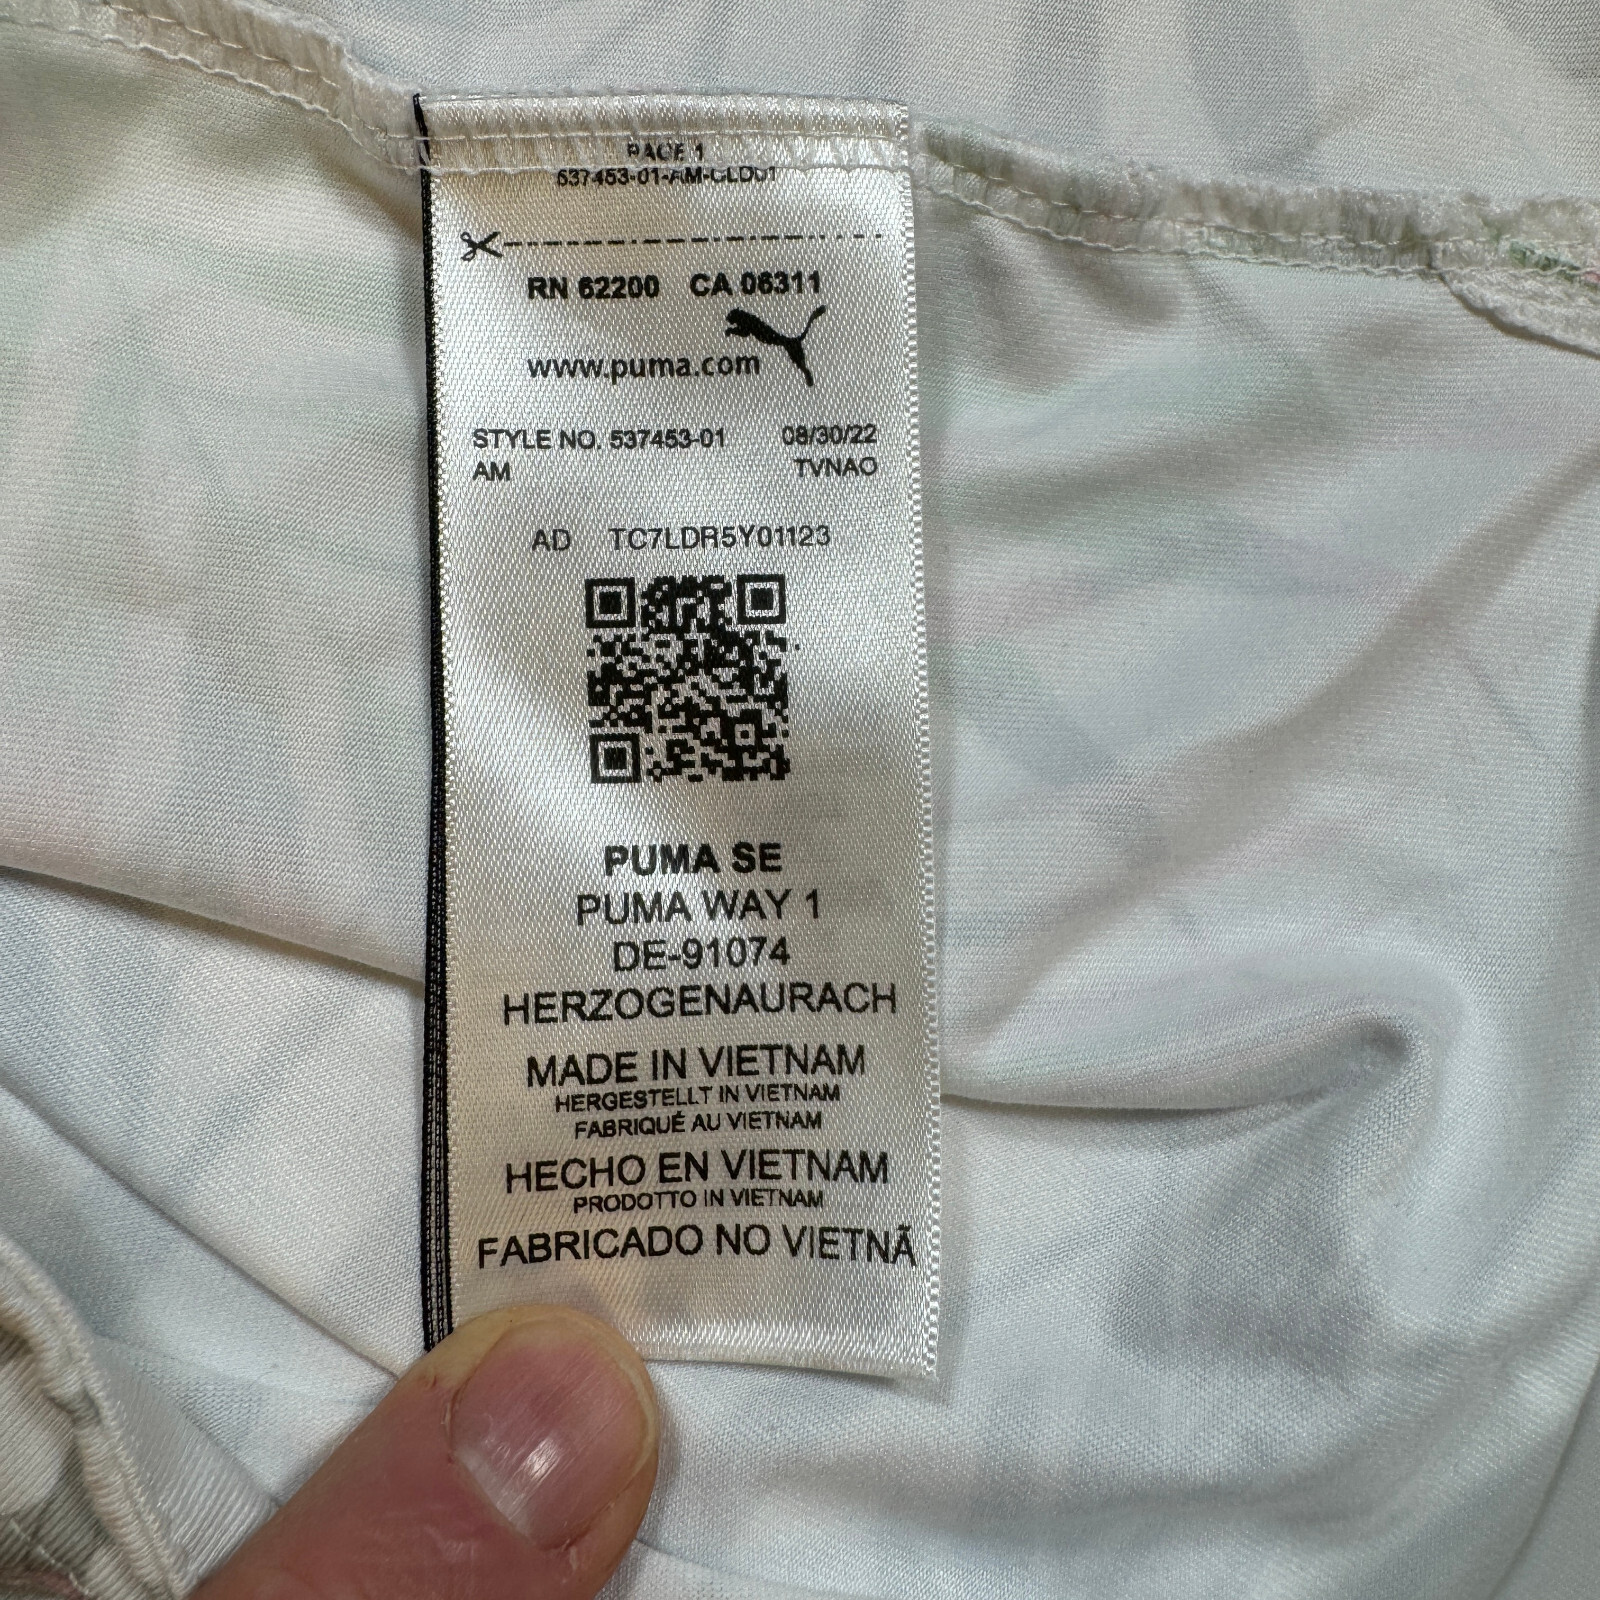 PAGE 1
537453-01-AM-GLD01
RN 62200 CA 06311
www.puma.com
STYLE NO. 537453-01 08/30/22
AM TVNAO
AD TC7LDR5Y01123
PUMA SE
PUMA WAY 1
DE-91074
HERZOGENAURACH
MADE IN VIETNAM
HERGESTELLT IN VIETNAM
FABRIQUÉ AU VIETNAM
HECHO EN VIETNAM
PRODOTTO IN VIETNAM
FABRICADO NO VIETNÃ